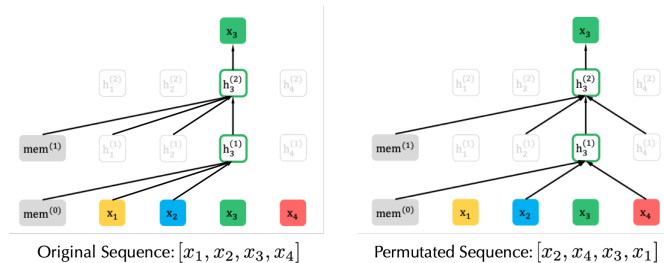 x₃ x₃
h₁⁽²⁾ h₂⁽²⁾ h₃⁽²⁾ h₄⁽²⁾ h₁⁽²⁾ h₂⁽²⁾ h₃⁽²⁾ h₄⁽²⁾
mem⁽¹⁾ h₁⁽¹⁾ h₂⁽¹⁾ h₃⁽¹⁾ h₄⁽¹⁾ mem⁽¹⁾ h₁⁽¹⁾ h₂⁽¹⁾ h₃⁽¹⁾ h₄⁽¹⁾
mem⁽⁰⁾ x₁ x₂ x₃ x₄ mem⁽⁰⁾ x₁ x₂ x₃ x₄
Original Sequence: [x₁, x₂, x₃, x₄] Permutated Sequence: [x₂, x₄, x₃, x₁]